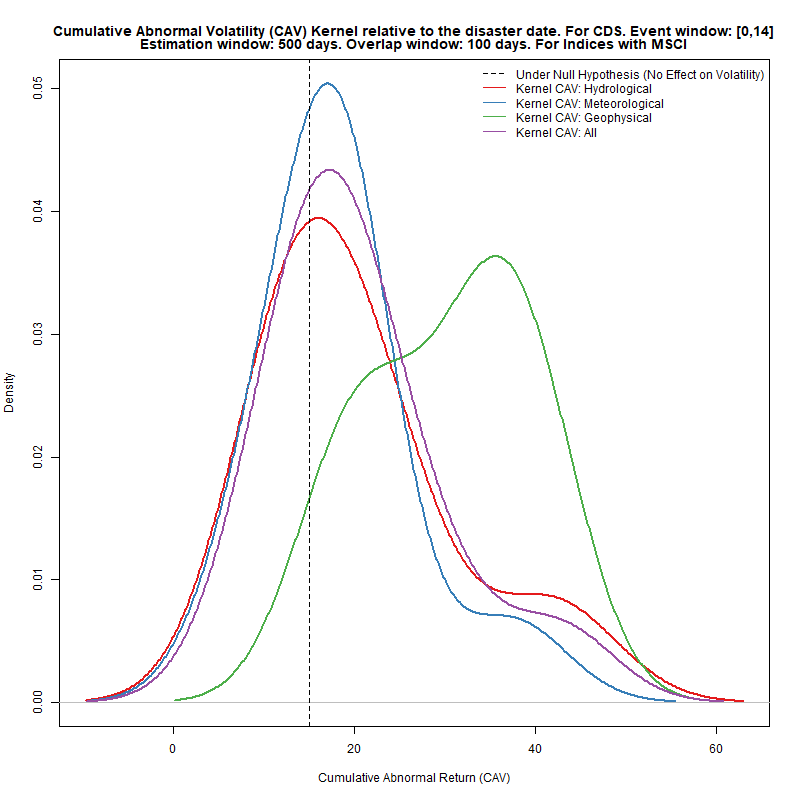 Cumulative Abnormal Volatility (CAV) Kernel relative to the disaster date. For CDS. Event window: [0,14]
Estimation window: 500 days. Overlap window: 100 days. For Indices with MSCI
Under Null Hypothesis (No Effect on Volatility)
Kernel CAV: Hydrological
Kernel CAV: Meteorological
Kernel CAV: Geophysical
Kernel CAV: All
Density
0.05
0.04
0.03
0.02
0.01
0.00
0 20 40 60
Cumulative Abnormal Return (CAV)